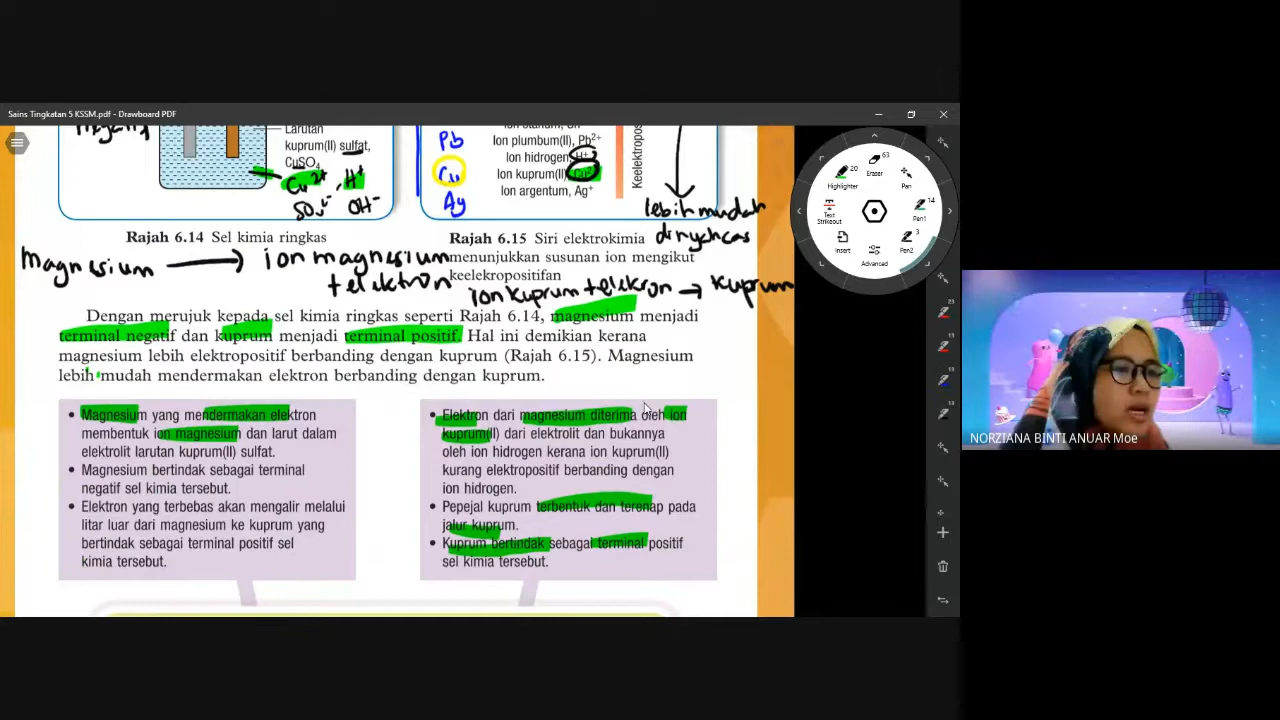 Sains Tingkatan 5 KSSM.pdf - Drawboard PDF
Larutan
kuprum(II) sulfat,
CuSO4
Cu2+, H+
SO42- OH-
Pb
Cu
Ag
Ion plumbum(II), Pb2+
Ion hidrogen, H+
Ion kuprum(II), Cu2+
Ion argentum, Ag+
lebih mudah
dinyahcas
Rajah 6.14 Sel kimia ringkas
Rajah 6.15 Siri elektrokimia
menunjukkan susunan ion mengikut
keelektropositifan
Magnesium → ion magnesium
+ elektron
ion kuprum + elektron → kuprum
Dengan merujuk kepada sel kimia ringkas seperti Rajah 6.14, magnesium menjadi
terminal negatif dan kuprum menjadi terminal positif. Hal ini demikian kerana
magnesium lebih elektropositif berbanding dengan kuprum (Rajah 6.15). Magnesium
lebih mudah mendermakan elektron berbanding dengan kuprum.
• Magnesium yang mendermakan elektron
membentuk ion magnesium dan larut dalam
elektrolit larutan kuprum(II) sulfat.
• Magnesium bertindak sebagai terminal
negatif sel kimia tersebut.
• Elektron yang terbebas akan mengalir melalui
litar luar dari magnesium ke kuprum yang
bertindak sebagai terminal positif sel
kimia tersebut.
• Elektron dari magnesium diterima oleh ion
kuprum(II) dari elektrolit dan bukannya
oleh ion hidrogen kerana ion kuprum(II)
kurang elektropositif berbanding dengan
ion hidrogen.
• Pepejal kuprum terbentuk dan terenap pada
jalur kuprum.
• Kuprum bertindak sebagai terminal positif
sel kimia tersebut.
63
Eraser
20
Highlighter
Pan
Text
Strikeout
14
Pen1
Insert
3
Pen2
Advanced
NORZIANA BINTI ANUAR Moe